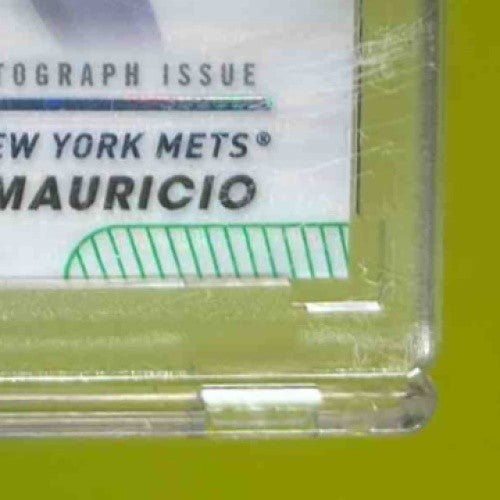 TOGRAPH ISSUE
EW YORK METS®
MAURICIO